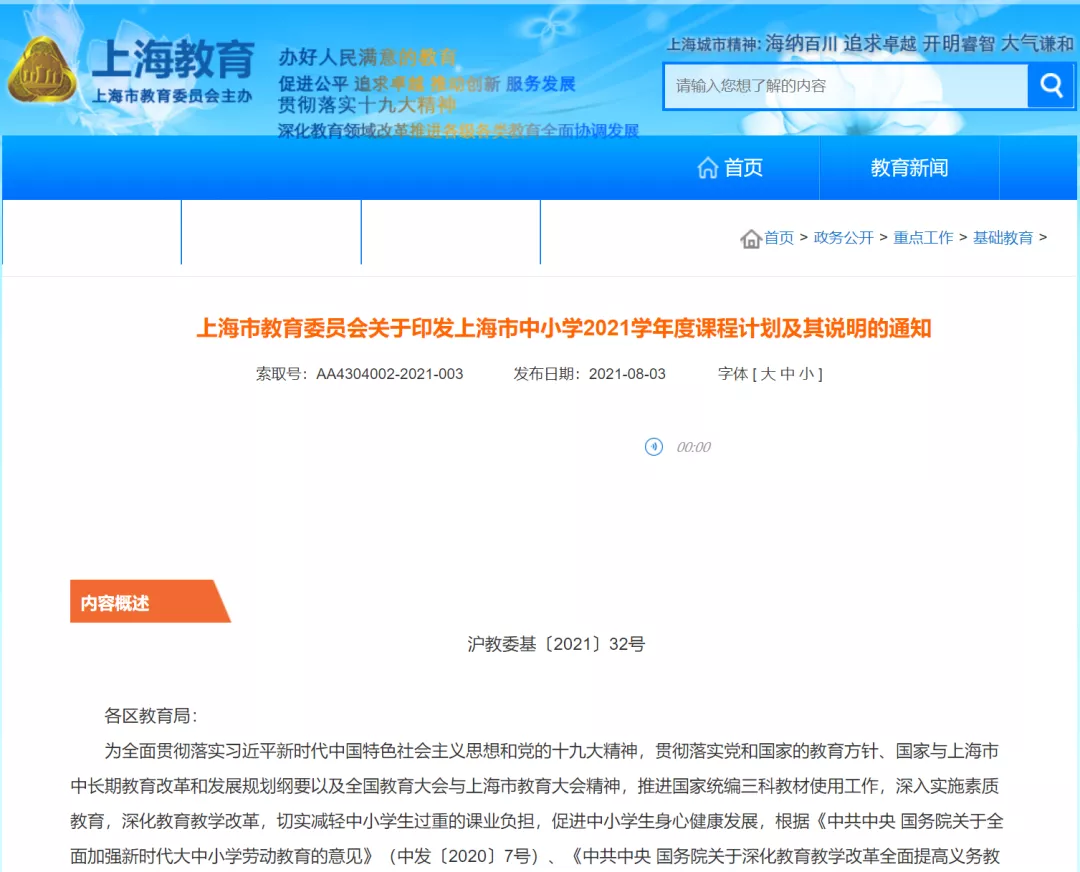 上海教育
上海市教育委员会主办
办好人民满意的教育
促进公平 追求卓越 推动创新 服务发展
贯彻落实十九大精神
深化教育领域改革推进各级各类教育全面协调发展
上海城市精神: 海纳百川 追求卓越 开明睿智 大气谦和
请输入您想了解的内容
首页
教育新闻
首页 > 政务公开 > 重点工作 > 基础教育 >
上海市教育委员会关于印发上海市中小学2021学年度课程计划及其说明的通知
索取号：AA4304002-2021-003 发布日期：2021-08-03 字体 [ 大 中 小 ]
00:00
内容概述
沪教委基〔2021〕32号
各区教育局：
为全面贯彻落实习近平新时代中国特色社会主义思想和党的十九大精神，贯彻落实党和国家的教育方针、国家与上海市
中长期教育改革和发展规划纲要以及全国教育大会与上海市教育大会精神，推进国家统编三科教材使用工作，深入实施素质
教育，深化教育教学改革，切实减轻中小学生过重的课业负担，促进中小学生身心健康发展，根据《中共中央 国务院关于全
面加强新时代大中小学劳动教育的意见》（中发〔2020〕7号）、《中共中央 国务院关于深化教育教学改革全面提高义务教